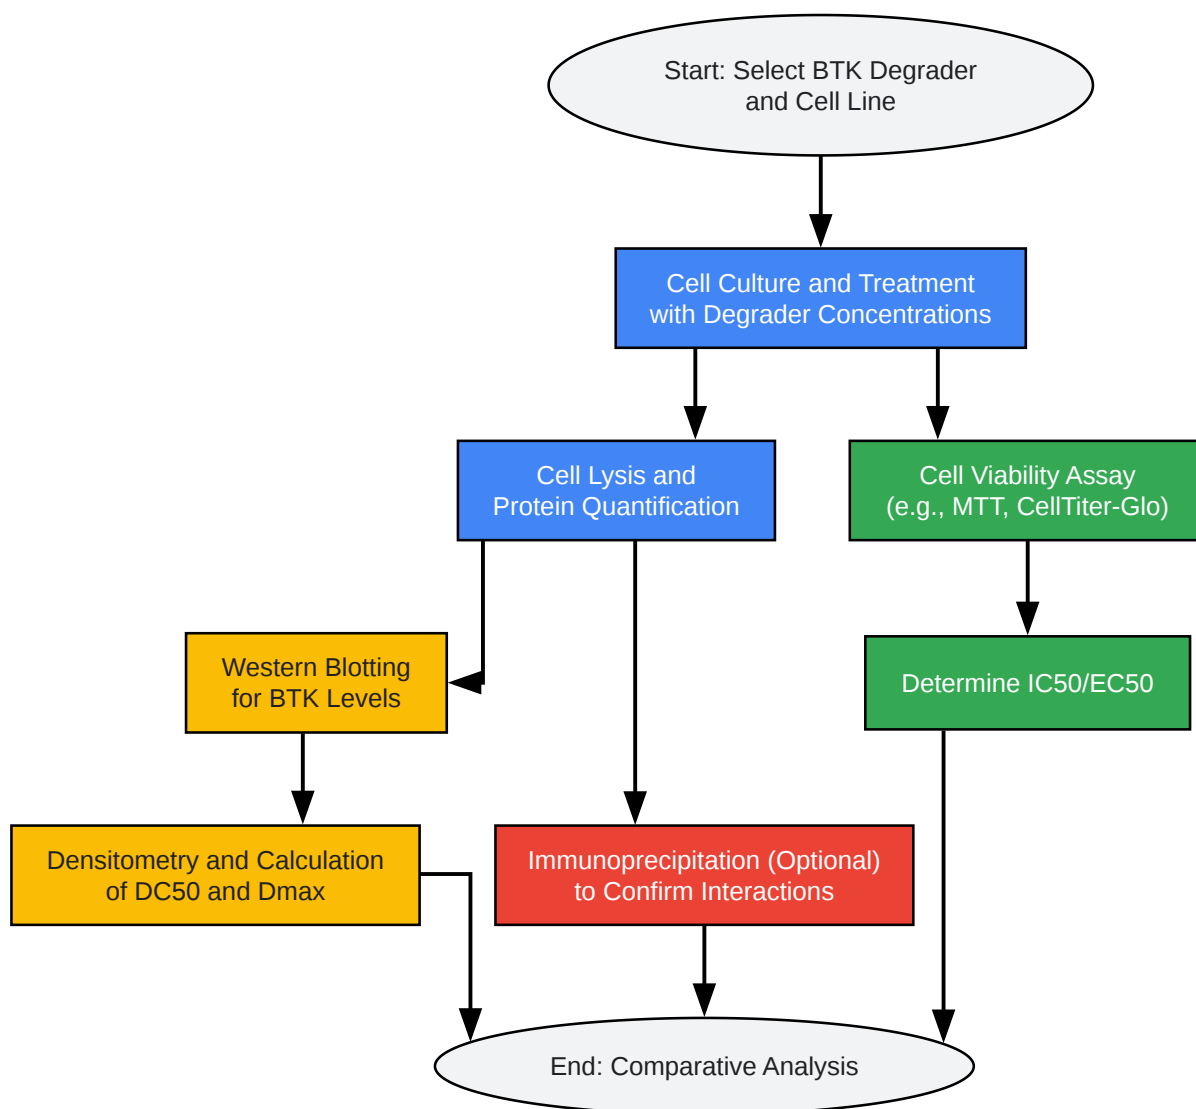 Start: Select BTK Degrader
and Cell Line
Cell Culture and Treatment
with Degrader Concentrations
Cell Lysis and
Protein Quantification
Cell Viability Assay
(e.g., MTT, CellTiter-Glo)
Western Blotting
for BTK Levels
Determine IC50/EC50
Densitometry and Calculation
of DC50 and Dmax
Immunoprecipitation (Optional)
to Confirm Interactions
End: Comparative Analysis